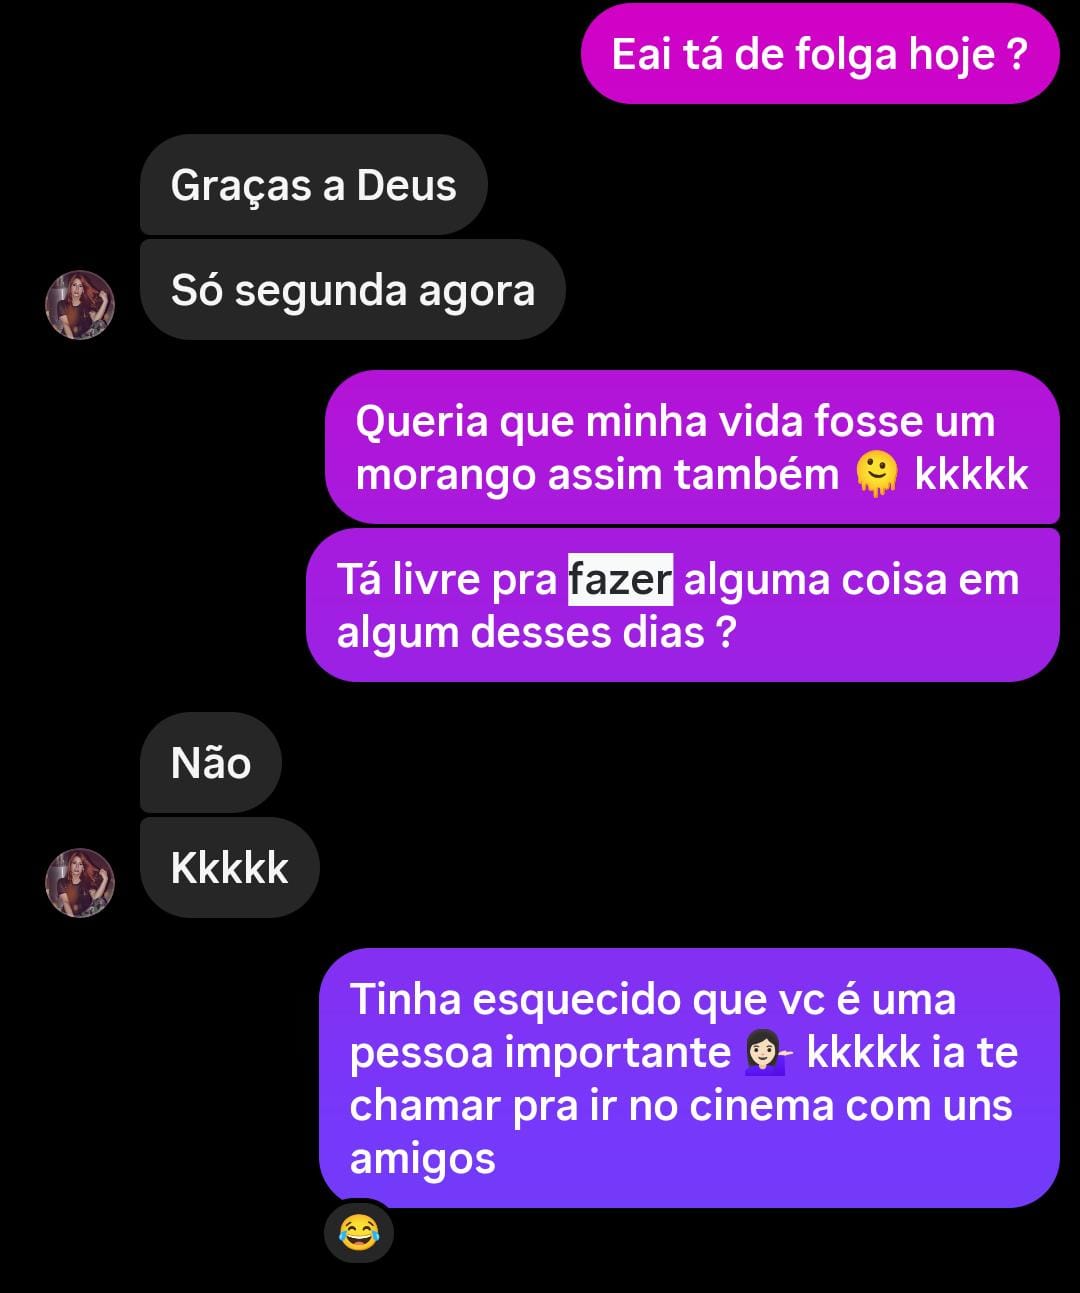 Eai tá de folga hoje ?
Graças a Deus
Só segunda agora
Queria que minha vida fosse um
morango assim também 🫠 kkkkk
Tá livre pra fazer alguma coisa em
algum desses dias ?
Não
Kkkkk
Tinha esquecido que vc é uma
pessoa importante 💁🏻‍♀️ kkkkk ia te
chamar pra ir no cinema com uns
amigos
😂